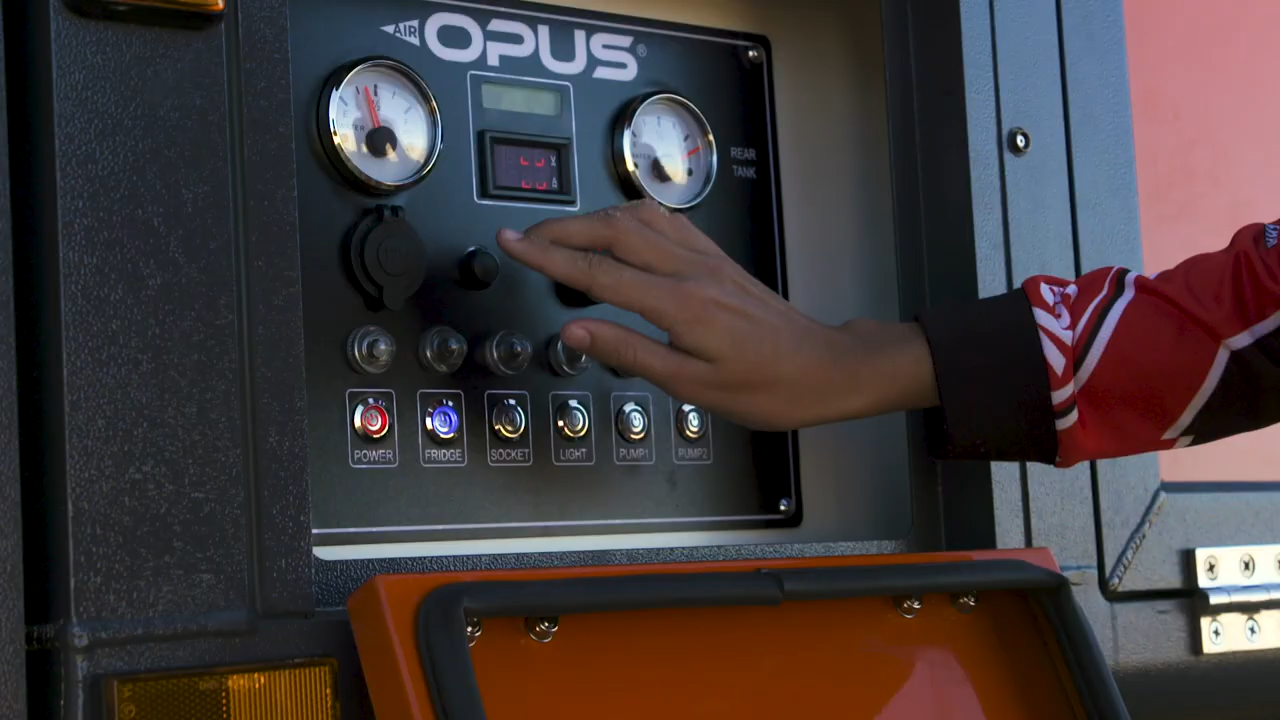 AIR OPUS®
V
A
REAR
TANK
POWER
FRIDGE
SOCKET
LIGHT
PUMP1
PUMP2